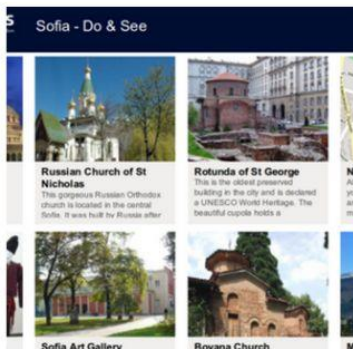 Sofia - Do & See
Russian Church of St
Nicholas
This gorgeous Russian Orthodox
church is located in the central
Sofia. It was built by Russia after
Rotunda of St George
This is the oldest preserved
building in the city and is declared
a UNESCO World Heritage. The
beautiful cupola holds a
Sofia Art Gallery
Boyana Church